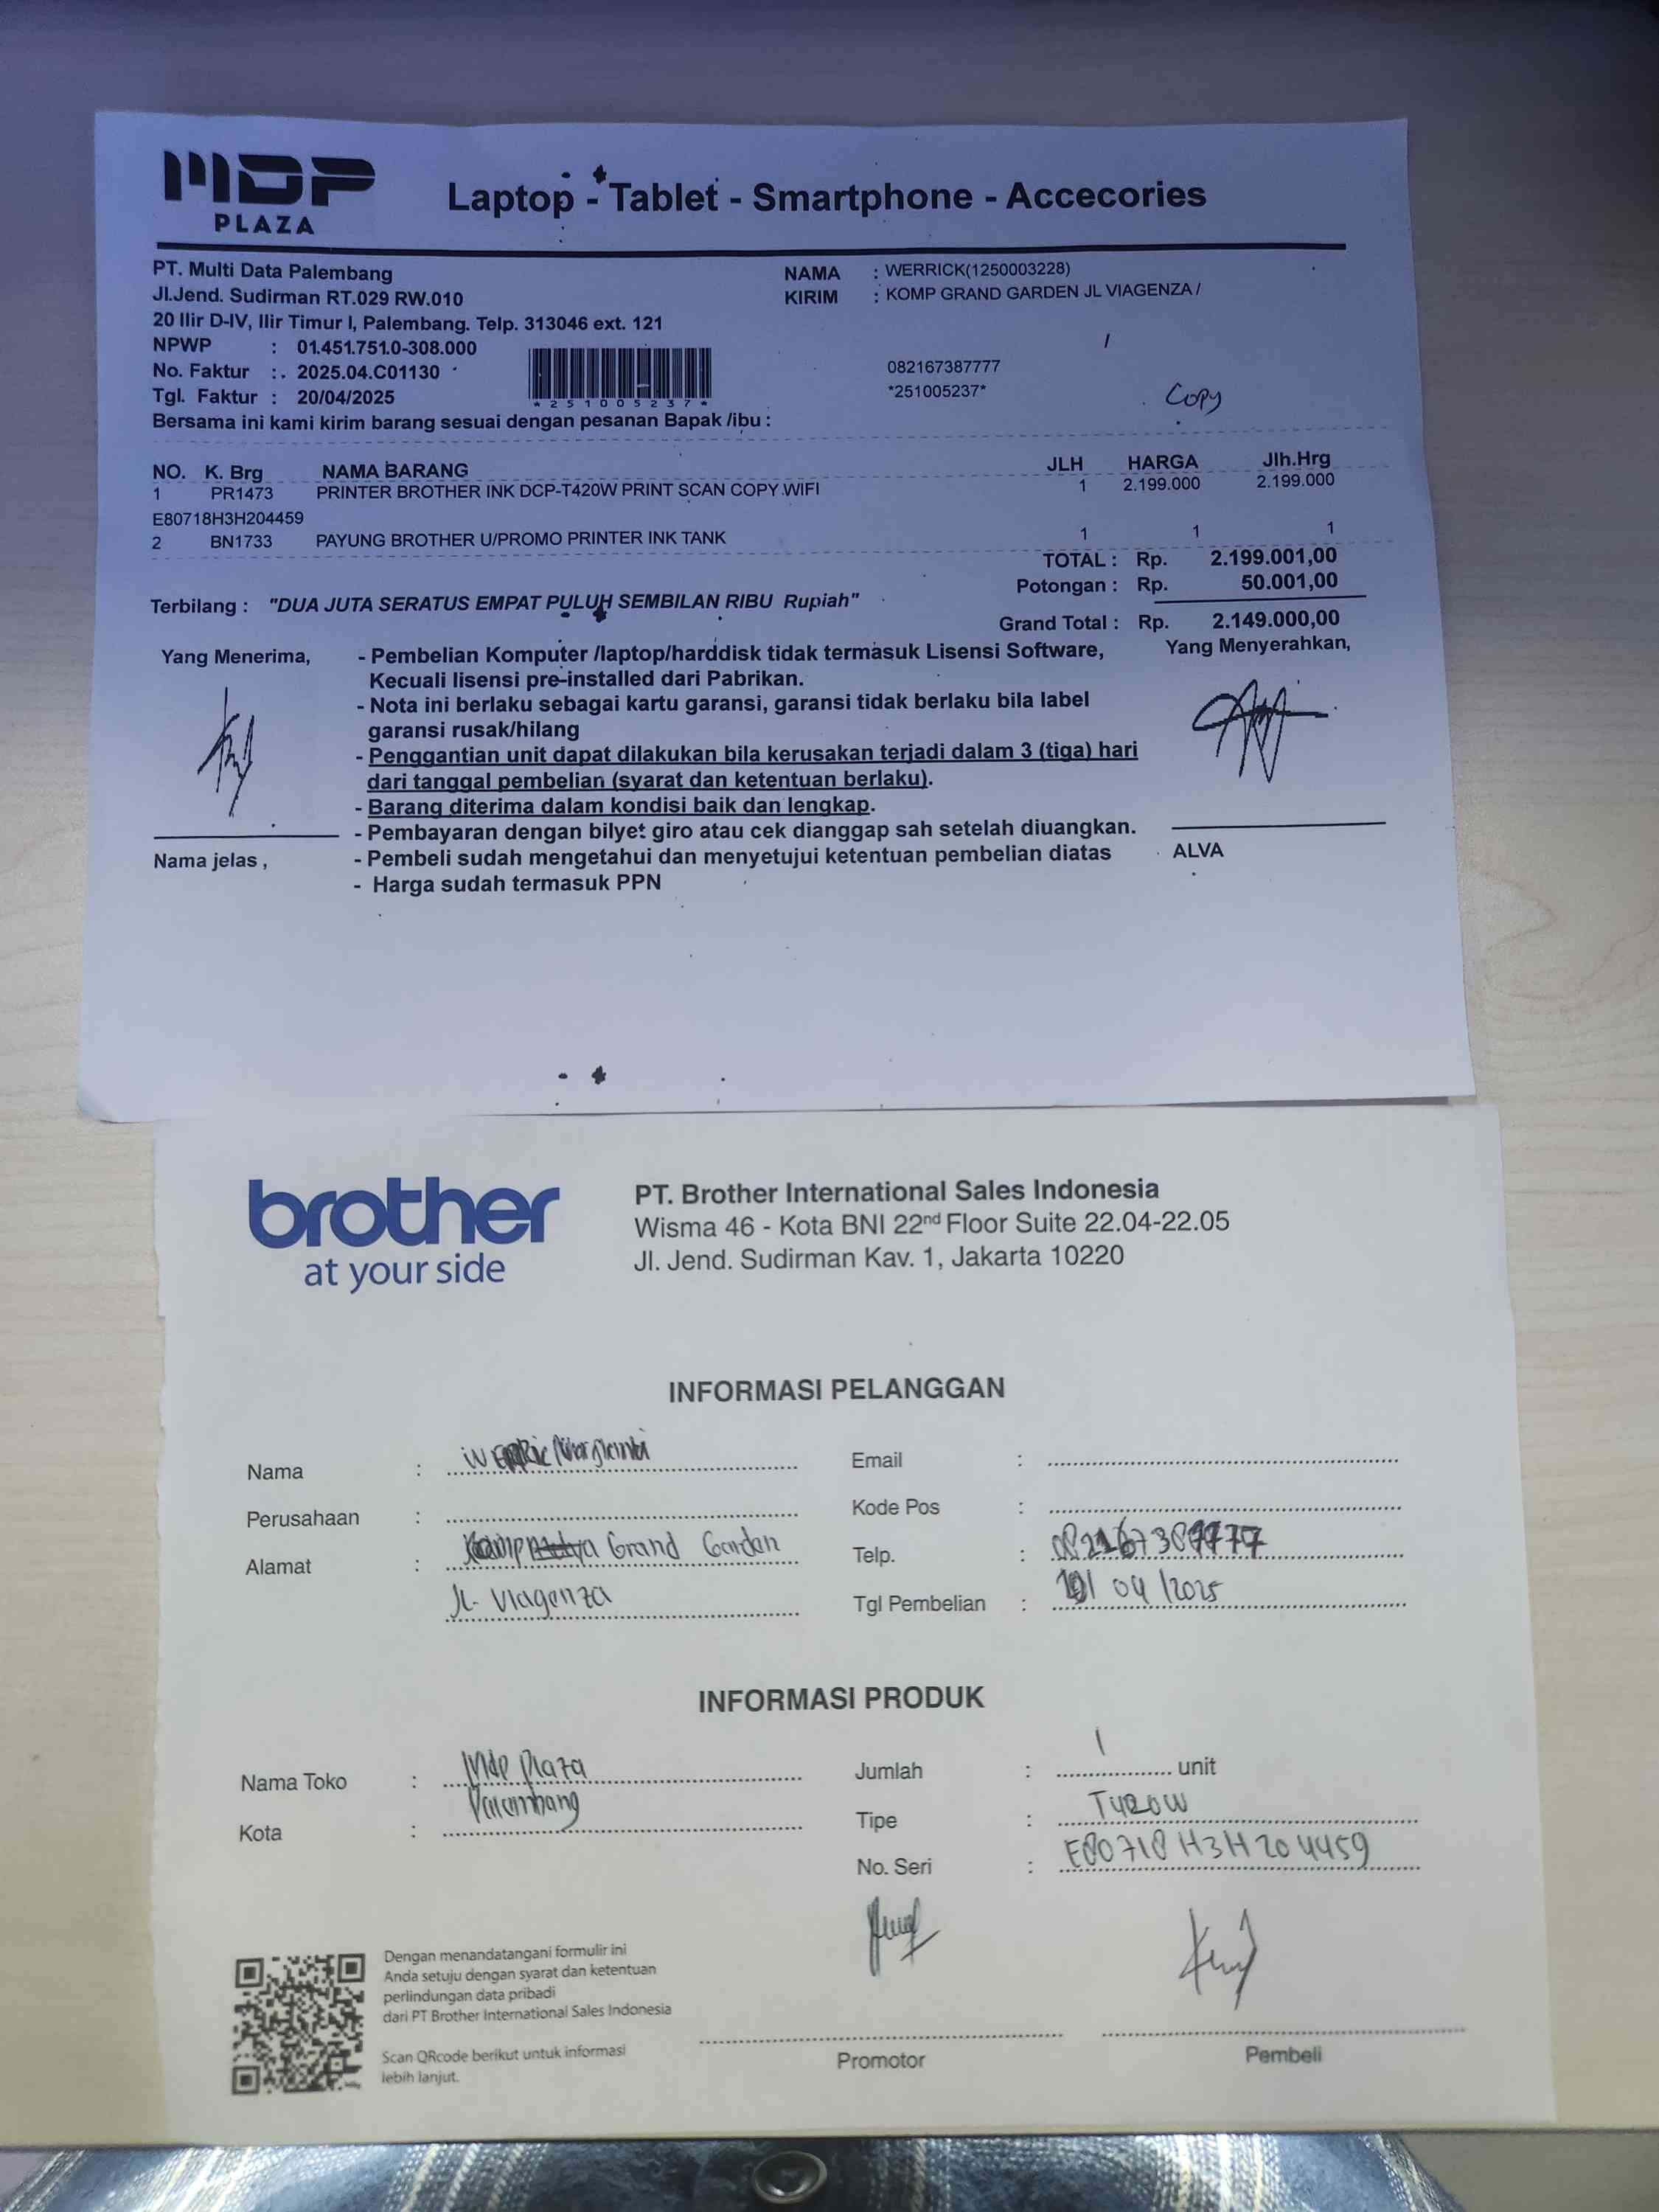 MDP
PLAZA
Laptop - Tablet - Smartphone - Accecories
PT. Multi Data Palembang
Jl.Jend. Sudirman RT.029 RW.010
20 Ilir D-IV, Ilir Timur I, Palembang. Telp. 313046 ext. 121
NPWP : 01.451.751.0-308.000
No. Faktur : 2025.04.C01130
Tgl. Faktur : 20/04/2025
*251005237*
NAMA : WERRICK(1250003228)
KIRIM : KOMP GRAND GARDEN JL VIAGENZA /
/
082167387777
*251005237*
Copy
Bersama ini kami kirim barang sesuai dengan pesanan Bapak /ibu :
NO. K. Brg NAMA BARANG JLH HARGA Jlh.Hrg
1 PR1473 PRINTER BROTHER INK DCP-T420W PRINT SCAN COPY WIFI 1 2.199.000 2.199.000
E80718H3H204459
2 BN1733 PAYUNG BROTHER U/PROMO PRINTER INK TANK 1 1 1
TOTAL : Rp. 2.199.001,00
Potongan : Rp. 50.001,00
Terbilang : "DUA JUTA SERATUS EMPAT PULUH SEMBILAN RIBU Rupiah"
Grand Total : Rp. 2.149.000,00
Yang Menerima,
Yang Menyerahkan,
- Pembelian Komputer /laptop/harddisk tidak termasuk Lisensi Software,
Kecuali lisensi pre-installed dari Pabrikan.
- Nota ini berlaku sebagai kartu garansi, garansi tidak berlaku bila label
garansi rusak/hilang
- Penggantian unit dapat dilakukan bila kerusakan terjadi dalam 3 (tiga) hari
dari tanggal pembelian (syarat dan ketentuan berlaku).
- Barang diterima dalam kondisi baik dan lengkap.
- Pembayaran dengan bilyet giro atau cek dianggap sah setelah diuangkan.
- Pembeli sudah mengetahui dan menyetujui ketentuan pembelian diatas
- Harga sudah termasuk PPN
Nama jelas ,
ALVA
brother
at your side
PT. Brother International Sales Indonesia
Wisma 46 - Kota BNI 22nd Floor Suite 22.04-22.05
Jl. Jend. Sudirman Kav. 1, Jakarta 10220
INFORMASI PELANGGAN
Nama :
Perusahaan :
Alamat : Grand Garden
Jl. Viagenza
Email :
Kode Pos :
Telp. : 082167387777
Tgl Pembelian : 04/2025
INFORMASI PRODUK
Nama Toko : Mdp Plaza
Kota : Palembang
Jumlah : 1 unit
Tipe : T420W
No. Seri : E80718H3H204459
Dengan menandatangani formulir ini
Anda setuju dengan syarat dan ketentuan
perlindungan data pribadi
dari PT Brother International Sales Indonesia
Scan QRcode berikut untuk informasi
lebih lanjut.
Promotor
Pembeli